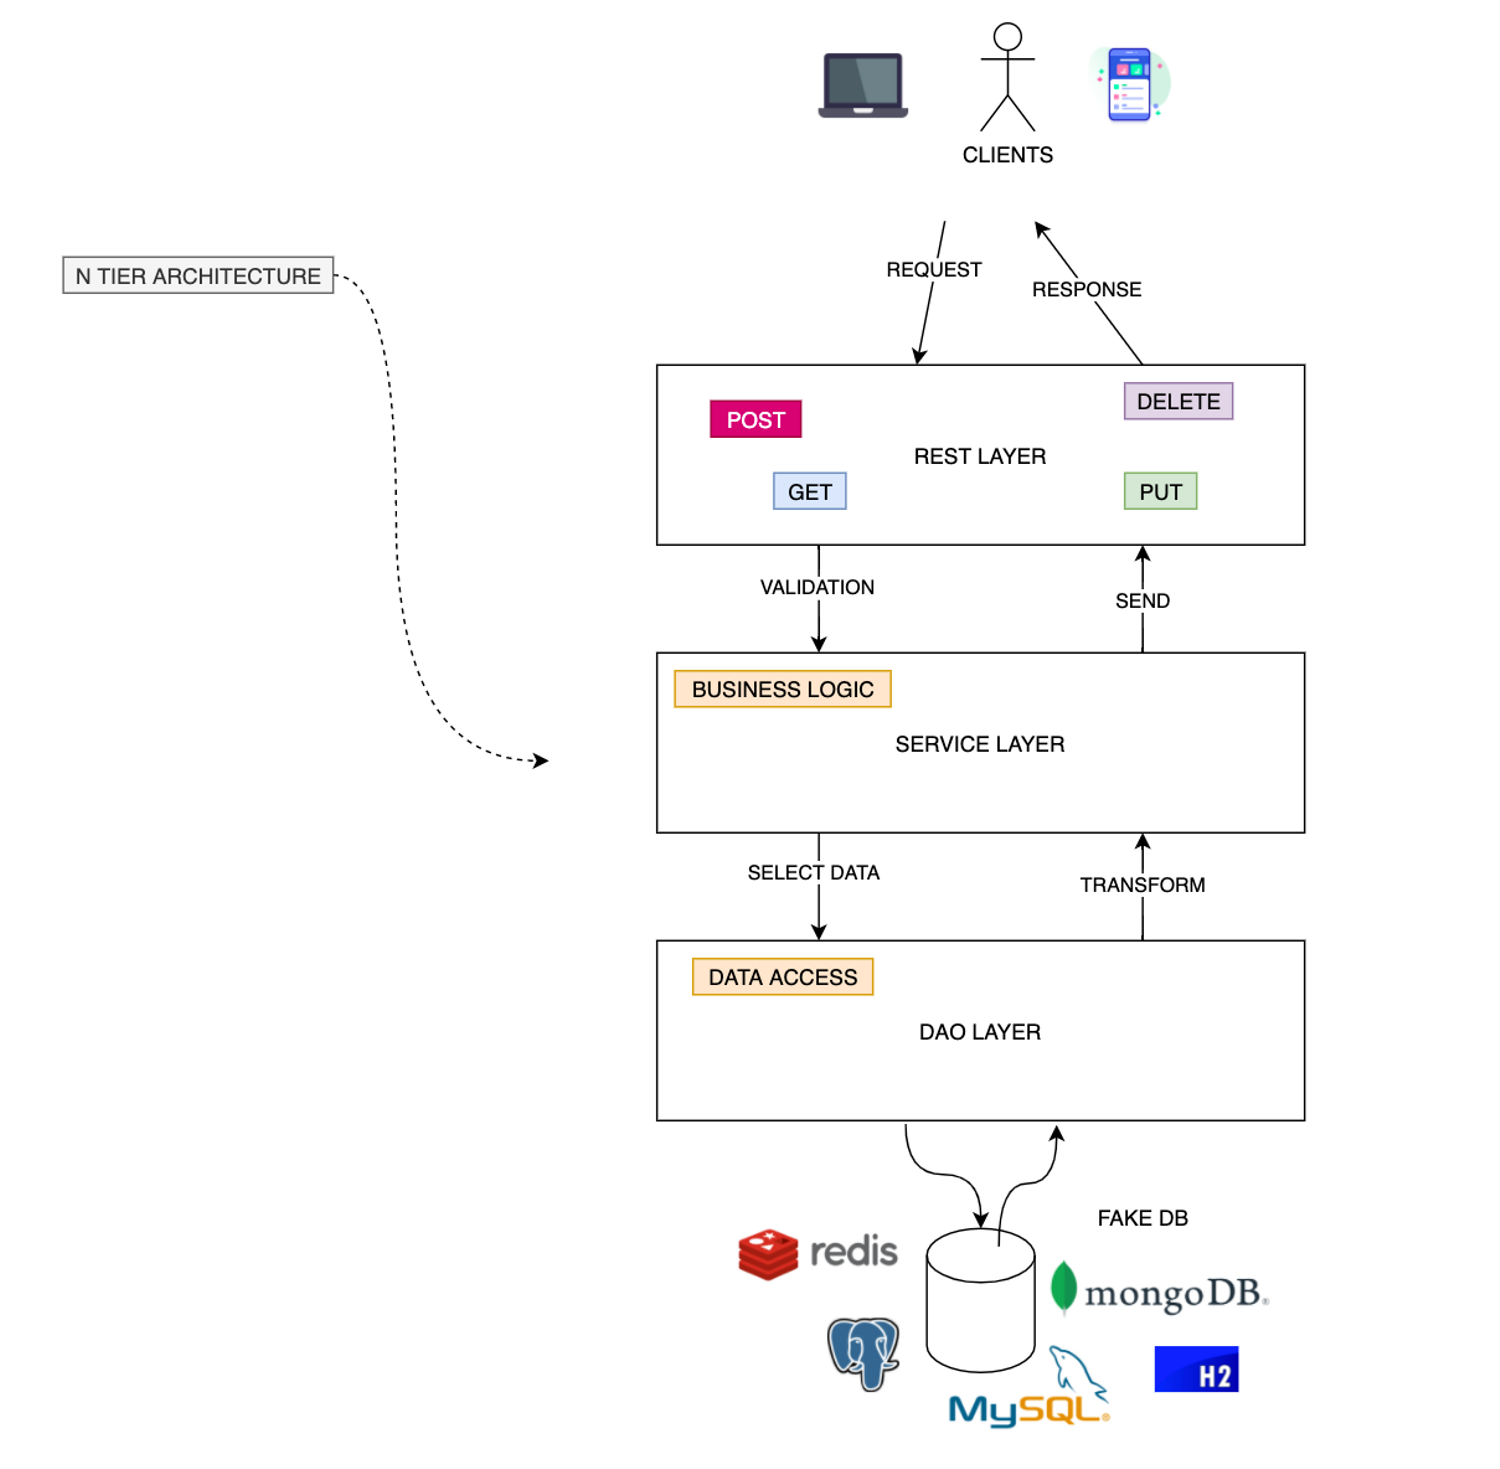 CLIENTS
REQUEST
RESPONSE
N TIER ARCHITECTURE
POST
DELETE
REST LAYER
GET
PUT
VALIDATION
SEND
BUSINESS LOGIC
SERVICE LAYER
SELECT DATA
TRANSFORM
DATA ACCESS
DAO LAYER
FAKE DB
redis
mongoDB®
H2
MySQL®